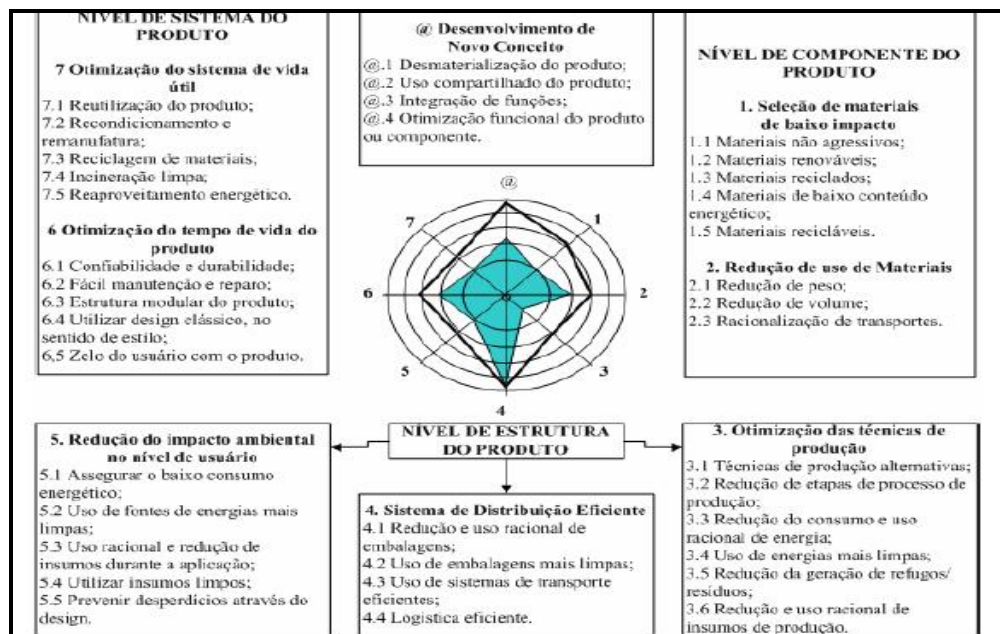 NÍVEL DE SISTEMA DO
PRODUTO
7 Otimização do sistema de vida
útil
7.1 Reutilização do produto;
7.2 Recondicionamento e
remanufatura;
7.3 Reciclagem de materiais;
7.4 Incineração limpa;
7.5 Reaproveitamento energético.
6 Otimização do tempo de vida do
produto
6.1 Confiabilidade e durabilidade;
6.2 Fácil manutenção e reparo;
6.3 Estrutura modular do produto;
6.4 Utilizar design clássico, no
sentido de estilo;
6,5 Zelo do usuário com o produto.
@ Desenvolvimento de
Novo Conceito
@.1 Desmaterialização do produto;
@.2 Uso compartilhado do produto;
@.3 Integração de funções;
@.4 Otimização funcional do produto
ou componente.
NÍVEL DE COMPONENTE DO
PRODUTO
1. Seleção de materiais
de baixo impacto
1.1 Materiais não agressivos;
1.2 Materiais renováveis;
1.3 Materiais reciclados;
1.4 Materiais de baixo conteúdo
energético;
1.5 Materiais recicláveis.
2. Redução de uso de Materiais
2.1 Redução de peso;
2.2 Redução de volume;
2.3 Racionalização de transportes.
@
7
1
6
2
5
3
4
NÍVEL DE ESTRUTURA
DO PRODUTO
5. Redução do impacto ambiental
no nível de usuário
5.1 Assegurar o baixo consumo
energético;
5.2 Uso de fontes de energias mais
limpas;
5.3 Uso racional e redução de
insumos durante a aplicação;
5.4 Utilizar insumos limpos;
5.5 Prevenir desperdícios através do
design.
4. Sistema de Distribuição Eficiente
4.1 Redução e uso racional de
embalagens;
4.2 Uso de embalagens mais limpas;
4.3 Uso de sistemas de transporte
eficientes;
4.4 Logística eficiente.
3. Otimização das técnicas de
produção
3.1 Técnicas de produção alternativas;
3.2 Redução de etapas de processo de
produção;
3.3 Redução do consumo e uso
racional de energia;
3.4 Uso de energias mais limpas;
3.5 Redução da geração de refugos/
resíduos;
3.6 Redução e uso racional de
insumos de produção.